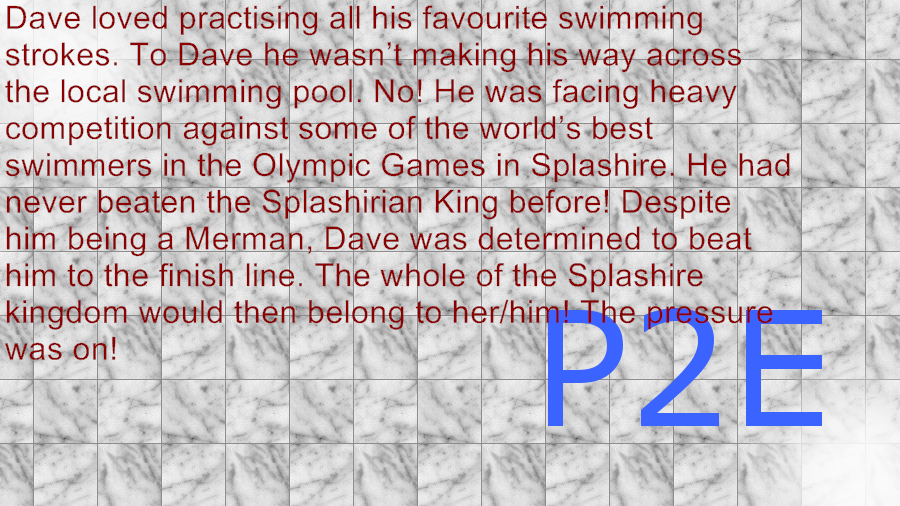 Dave loved practising all his favourite swimming
strokes. To Dave he wasn’t making his way across
the local swimming pool. No! He was facing heavy
competition against some of the world’s best
swimmers in the Olympic Games in Splashire. He had
never beaten the Splashirian King before! Despite
him being a Merman, Dave was determined to beat
him to the finish line. The whole of the Splashire
kingdom would then belong to her/him! The pressure
was on!
P2E